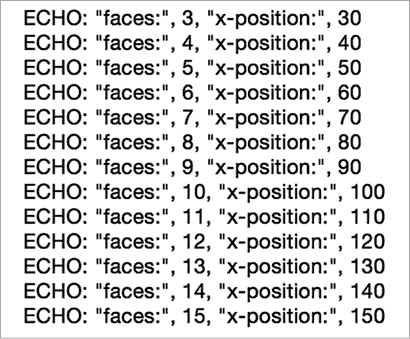 ECHO: "faces:", 3, "x-position:", 30
ECHO: "faces:", 4, "x-position:", 40
ECHO: "faces:", 5, "x-position:", 50
ECHO: "faces:", 6, "x-position:", 60
ECHO: "faces:", 7, "x-position:", 70
ECHO: "faces:", 8, "x-position:", 80
ECHO: "faces:", 9, "x-position:", 90
ECHO: "faces:", 10, "x-position:", 100
ECHO: "faces:", 11, "x-position:", 110
ECHO: "faces:", 12, "x-position:", 120
ECHO: "faces:", 13, "x-position:", 130
ECHO: "faces:", 14, "x-position:", 140
ECHO: "faces:", 15, "x-position:", 150